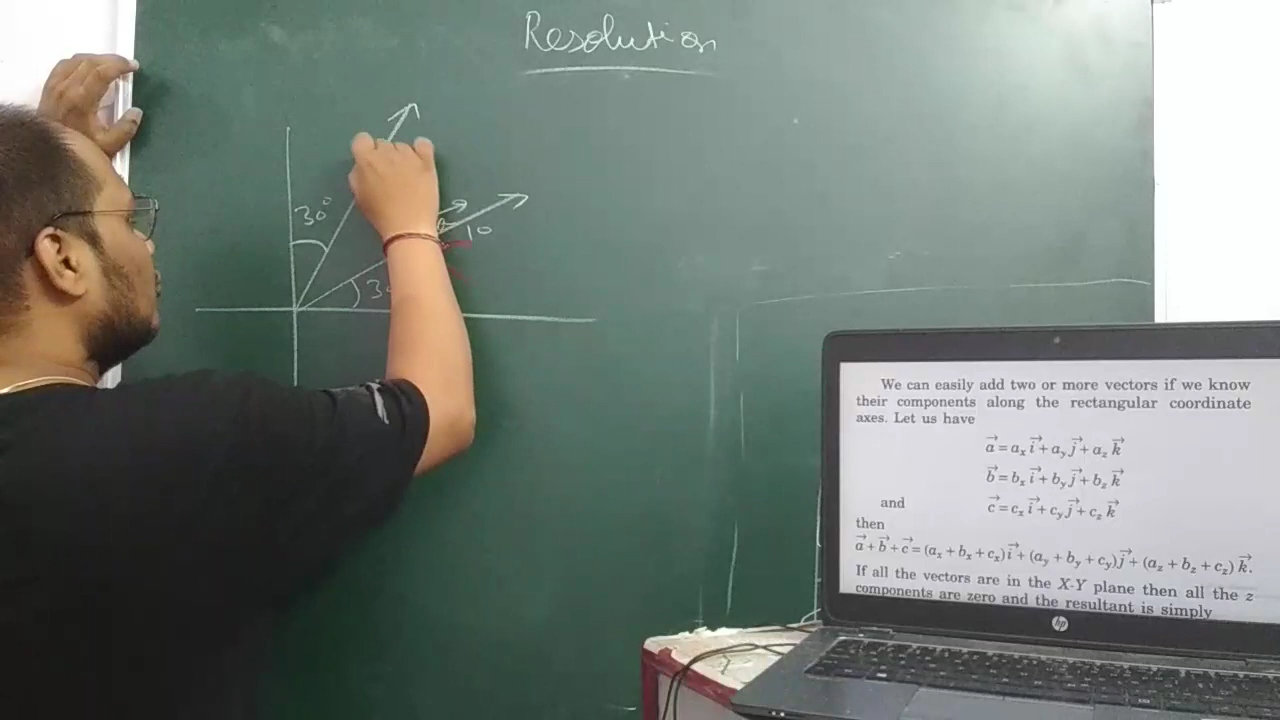 Resolution
30°
10
We can easily add two or more vectors if we know
their components along the rectangular coordinate
axes. Let us have
a⃗ = aₓ i⃗ + a_y j⃗ + a_z k⃗
b⃗ = bₓ i⃗ + b_y j⃗ + b_z k⃗
and c⃗ = cₓ i⃗ + c_y j⃗ + c_z k⃗
then
a⃗ + b⃗ + c⃗ = (aₓ + bₓ + cₓ) i⃗ + (a_y + b_y + c_y) j⃗ + (a_z + b_z + c_z) k⃗.
If all the vectors are in the X-Y plane then all the z
components are zero and the resultant is simply
hp